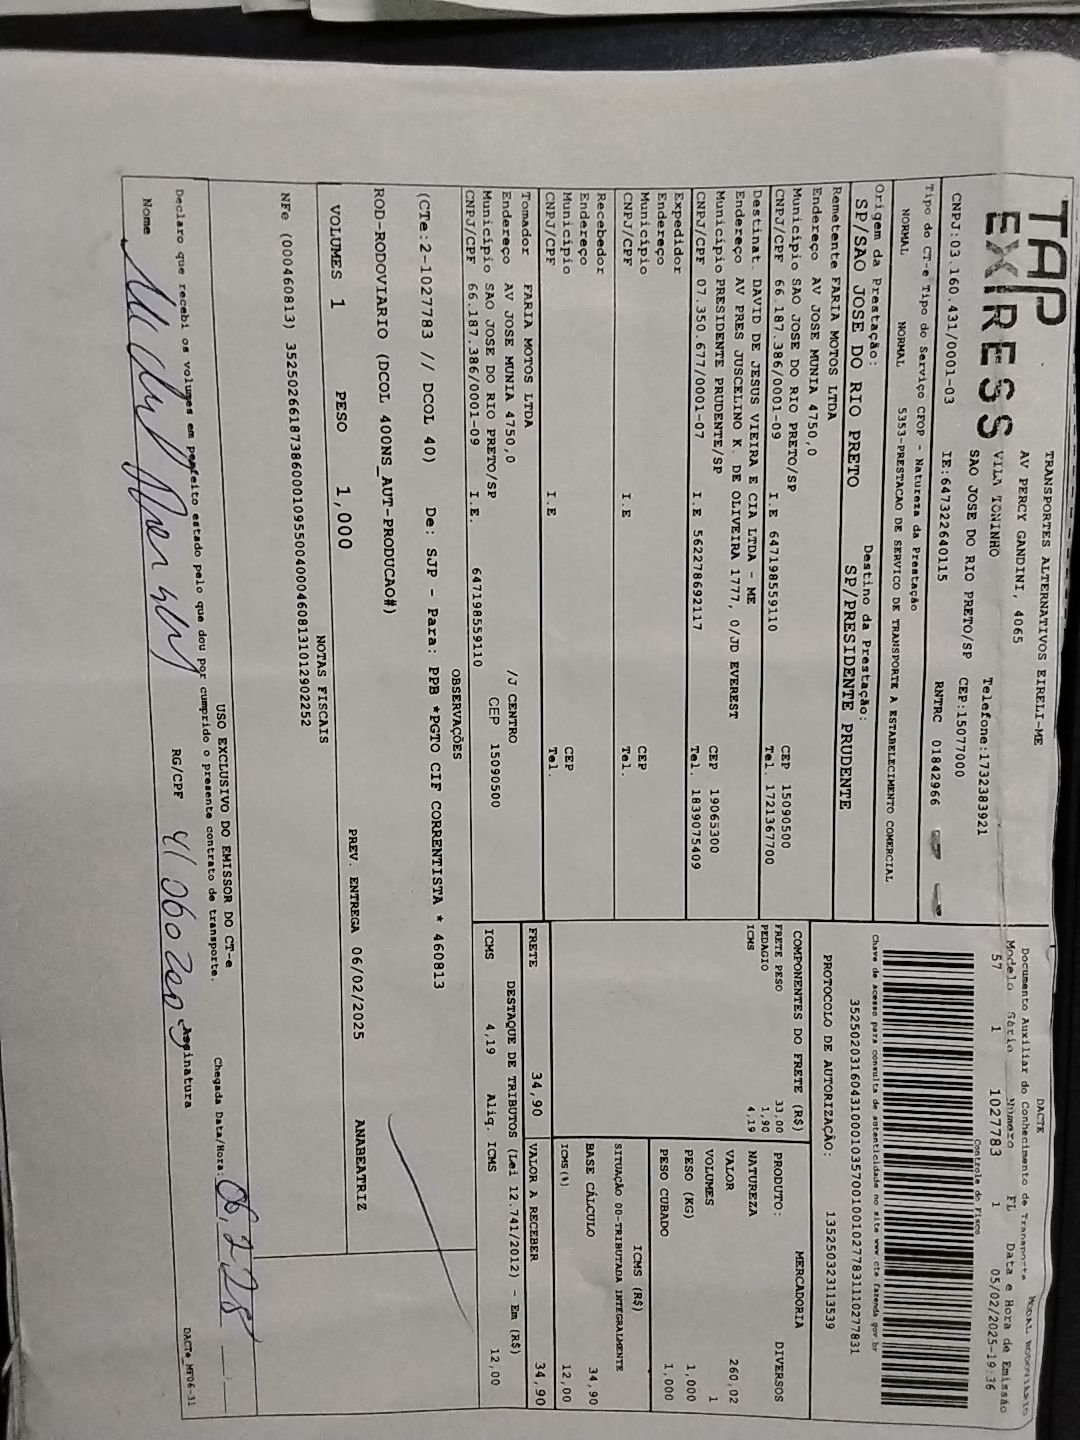 TAP EXPRESS
TRANSPORTES ALTERNATIVOS EIRELI-ME
AV PERCY GANDINI, 4065
VILA TONINHO Telefone:1732383921
SAO JOSE DO RIO PRETO/SP CEP:15077000
CNPJ:03.160.431/0001-03 IE:647322640115 RNTRC 01842966
DACTE MODAL RODOVIARIO
Documento Auxiliar do Conhecimento de Transporte
Modelo Série Número FL Data e Hora de Emissão
57 1 1027783 1 05/02/2025-19:36
Controle do Fisco
Chave de acesso para consulta de autenticidade no site www cte fazenda gov br
35250203160431000103570010010277831110277831
PROTOCOLO DE AUTORIZAÇÃO: 135250323113539
Tipo do CT-e Tipo do Serviço CFOP - Natureza da Prestação
NORMAL NORMAL 5353-PRESTACAO DE SERVICO DE TRANSPORTE A ESTABELECIMENTO COMERCIAL
Origem da Prestação: Destino da Prestação:
SP/SAO JOSE DO RIO PRETO SP/PRESIDENTE PRUDENTE
Remetente FARIA MOTOS LTDA
Endereço AV JOSE MUNIA 4750,0
Município SAO JOSE DO RIO PRETO/SP CEP 15090500
CNPJ/CPF 66.187.386/0001-09 I.E 647198559110 Tel. 1721367700
Destinat. DAVID DE JESUS VIEIRA E CIA LTDA - ME
Endereço AV PRES JUSCELINO K. DE OLIVEIRA 1777, 0/JD EVEREST
Município PRESIDENTE PRUDENTE/SP CEP 19065300
CNPJ/CPF 07.350.677/0001-07 I.E 562278692117 Tel. 1839075409
Expedidor
Endereço
Município CEP
CNPJ/CPF I.E Tel.
Recebedor
Endereço
Município CEP
CNPJ/CPF I.E Tel.
Tomador FARIA MOTOS LTDA
Endereço AV JOSE MUNIA 4750,0 /J CENTRO
Município SAO JOSE DO RIO PRETO/SP CEP 15090500
CNPJ/CPF 66.187.386/0001-09 I.E. 647198559110
COMPONENTES DO FRETE (R$)
FRETE PESO 33,00
PEDAGIO 1,90
ICMS 4,19
MERCADORIA
PRODUTO: DIVERSOS
NATUREZA
VALOR 260,02
VOLUMES 1
PESO (KG) 1,000
PESO CUBADO 1,000
ICMS (R$)
SITUAÇÃO 00-TRIBUTADA INTEGRALMENTE
BASE CÁLCULO 34,90
ICMS(%) 12,00
FRETE 34,90 VALOR A RECEBER 34,90
DESTAQUE DE TRIBUTOS (Lei 12.741/2012) - Em (R$)
ICMS 4,19 Aliq. ICMS 12,00
OBSERVAÇÕES
(CTe:2-1027783 // DCOL 40) De: SJP - Para: PPB *PGTO CIF CORRENTISTA * 460813
ROD-RODOVIARIO (DCOL 400NS_AUT-PRODUCAO#)
VOLUMES 1 PESO 1,000 PREV. ENTREGA 06/02/2025 ANABEATRIZ
NOTAS FISCAIS
NFe (000460813) 35250266187386000109550040004608131012902252
USO EXCLUSIVO DO EMISSOR DO CT-e
Declaro que recebi os volumes em perfeito estado pelo que dou por cumprido o presente contrato de transporte. Chegada Data/Hora:
Nome RG/CPF Assinatura
DACTe_MF06-31